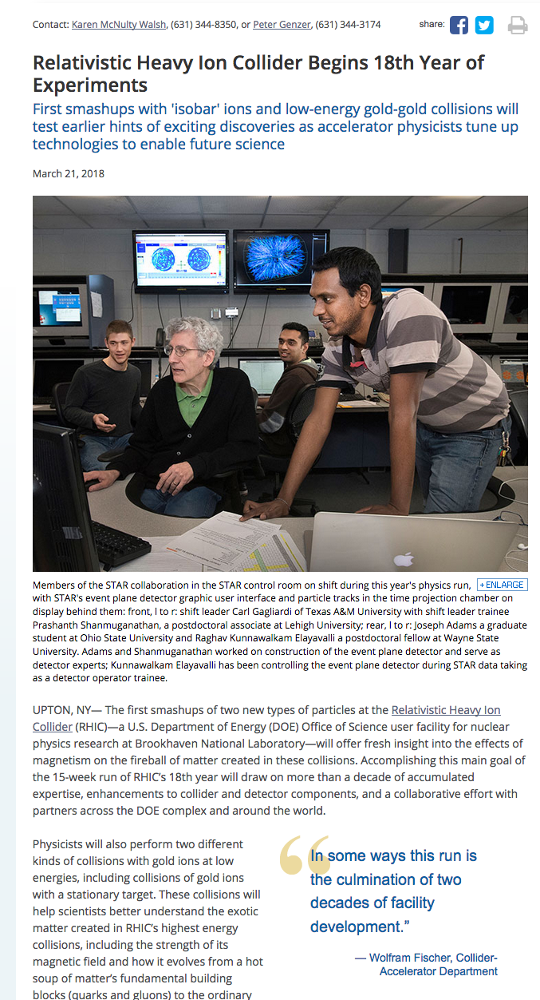 Contact: Karen McNulty Walsh, (631) 344-8350, or Peter Genzer, (631) 344-3174
share:
Relativistic Heavy Ion Collider Begins 18th Year of
Experiments
First smashups with 'isobar' ions and low-energy gold-gold collisions will
test earlier hints of exciting discoveries as accelerator physicists tune up
technologies to enable future science
March 21, 2018
Members of the STAR collaboration in the STAR control room on shift during this year's physics run,
+ENLARGE
with STAR's event plane detector graphic user interface and particle tracks in the time projection chamber on
display behind them: front, l to r: shift leader Carl Gagliardi of Texas A&M University with shift leader trainee
Prashanth Shanmuganathan, a postdoctoral associate at Lehigh University; rear, l to r: Joseph Adams a graduate
student at Ohio State University and Raghav Kunnawalkam Elayavalli a postdoctoral fellow at Wayne State
University. Adams and Shanmuganathan worked on construction of the event plane detector and serve as
detector experts; Kunnawalkam Elayavalli has been controlling the event plane detector during STAR data taking
as a detector operator trainee.
UPTON, NY— The first smashups of two new types of particles at the Relativistic Heavy Ion
Collider (RHIC)—a U.S. Department of Energy (DOE) Office of Science user facility for nuclear
physics research at Brookhaven National Laboratory—will offer fresh insight into the effects of
magnetism on the fireball of matter created in these collisions. Accomplishing this main goal of
the 15-week run of RHIC’s 18th year will draw on more than a decade of accumulated
expertise, enhancements to collider and detector components, and a collaborative effort with
partners across the DOE complex and around the world.
Physicists will also perform two different
kinds of collisions with gold ions at low
energies, including collisions of gold ions
with a stationary target. These collisions will
help scientists better understand the exotic
matter created in RHIC’s highest energy
collisions, including the strength of its
magnetic field and how it evolves from a hot
soup of matter’s fundamental building
blocks (quarks and gluons) to the ordinary
“In some ways this run is
the culmination of two
decades of facility
development.”
— Wolfram Fischer, Collider-
Accelerator Department